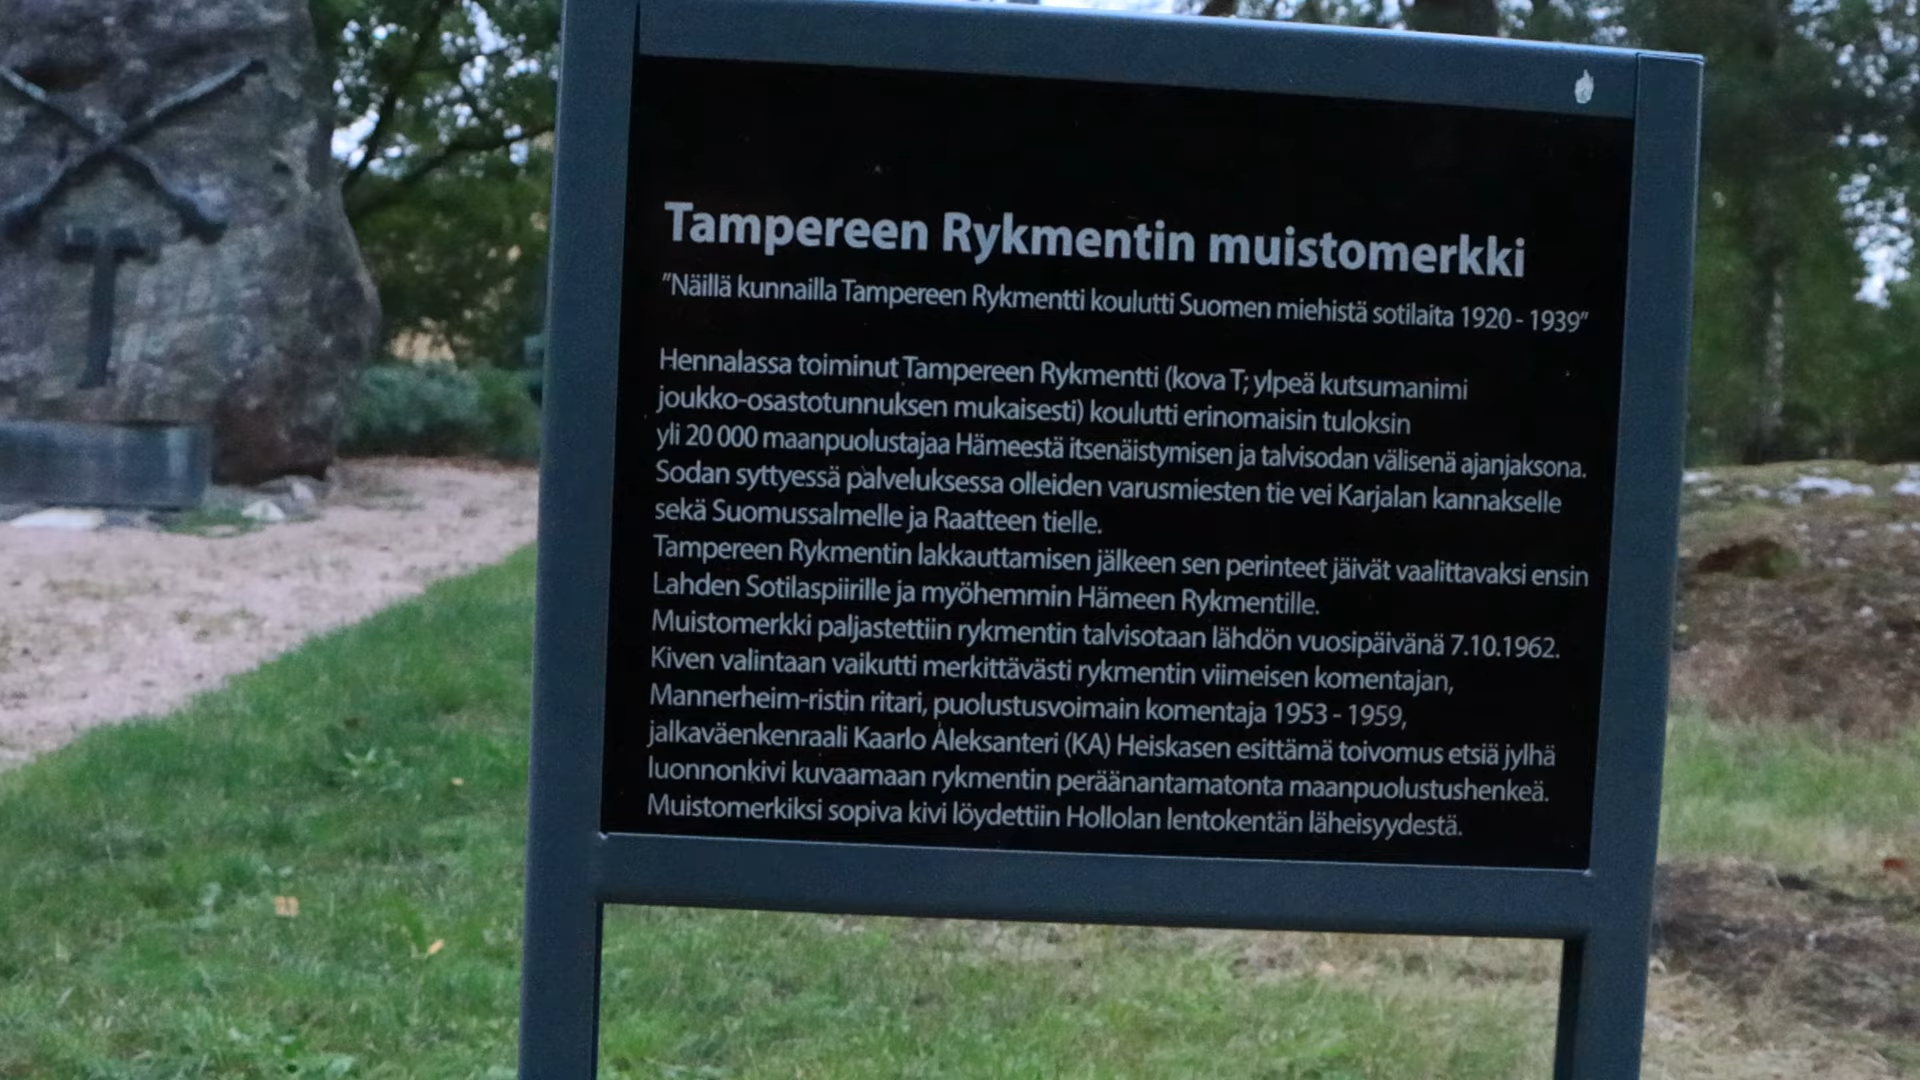 Tampereen Rykmentin muistomerkki
"Näillä kunnailla Tampereen Rykmentti koulutti Suomen miehistä sotilaita 1920 - 1939"
Hennalassa toiminut Tampereen Rykmentti (kova T; ylpeä kutsumanimi
joukko-osastotunnuksen mukaisesti) koulutti erinomaisin tuloksin
yli 20 000 maanpuolustajaa Hämeestä itsenäistymisen ja talvisodan välisenä ajanjaksona.
Sodan syttyessä palveluksessa olleiden varusmiesten tie vei Karjalan kannakselle
sekä Suomussalmelle ja Raatteen tielle.
Tampereen Rykmentin lakkauttamisen jälkeen sen perinteet jäivät vaalittavaksi ensin
Lahden Sotilaspiirille ja myöhemmin Hämeen Rykmentille.
Muistomerkki paljastettiin rykmentin talvisotaan lähdön vuosipäivänä 7.10.1962.
Kiven valintaan vaikutti merkittävästi rykmentin viimeisen komentajan,
Mannerheim-ristin ritari, puolustusvoimain komentaja 1953 - 1959,
jalkaväenkenraali Kaarlo Aleksanteri (KA) Heiskasen esittämä toivomus etsiä jylhä
luonnonkivi kuvaamaan rykmentin peräänantamatonta maanpuolustushenkeä.
Muistomerkiksi sopiva kivi löydettiin Hollolan lentokentän läheisyydestä.